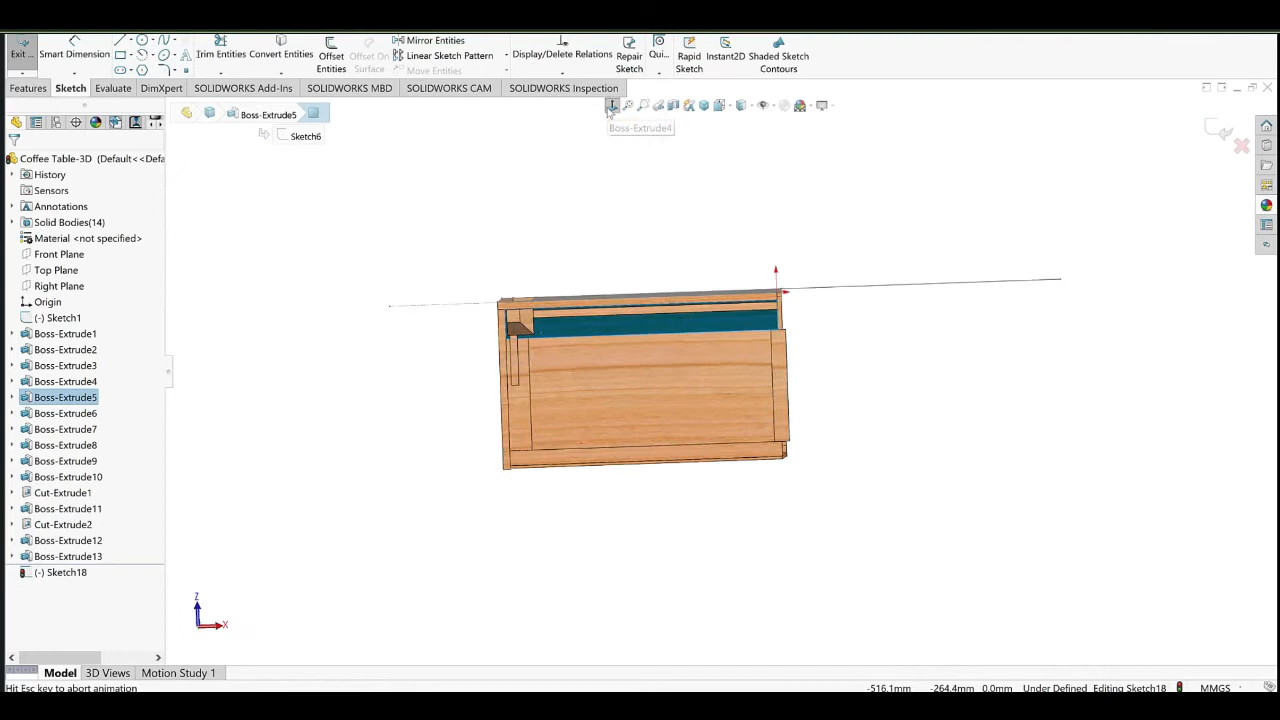 Exit ...
Smart Dimension
Trim Entities
Convert Entities
Offset Entities
Offset On Surface
Mirror Entities
Linear Sketch Pattern
Move Entities
Display/Delete Relations
Repair Sketch
Qui...
Rapid Sketch
Instant2D
Shaded Sketch Contours
Features
Sketch
Evaluate
DimXpert
SOLIDWORKS Add-Ins
SOLIDWORKS MBD
SOLIDWORKS CAM
SOLIDWORKS Inspection
Boss-Extrude5
Sketch6
Boss-Extrude4
Coffee Table-3D (Default<<Defa
History
Sensors
Annotations
Solid Bodies(14)
Material <not specified>
Front Plane
Top Plane
Right Plane
Origin
(-) Sketch1
Boss-Extrude1
Boss-Extrude2
Boss-Extrude3
Boss-Extrude4
Boss-Extrude5
Boss-Extrude6
Boss-Extrude7
Boss-Extrude8
Boss-Extrude9
Boss-Extrude10
Cut-Extrude1
Boss-Extrude11
Cut-Extrude2
Boss-Extrude12
Boss-Extrude13
(-) Sketch18
Z
X
Model
3D Views
Motion Study 1
Hit Esc key to abort animation
-516.1mm
-264.4mm
0.0mm
Under Defined
Editing Sketch18
MMGS